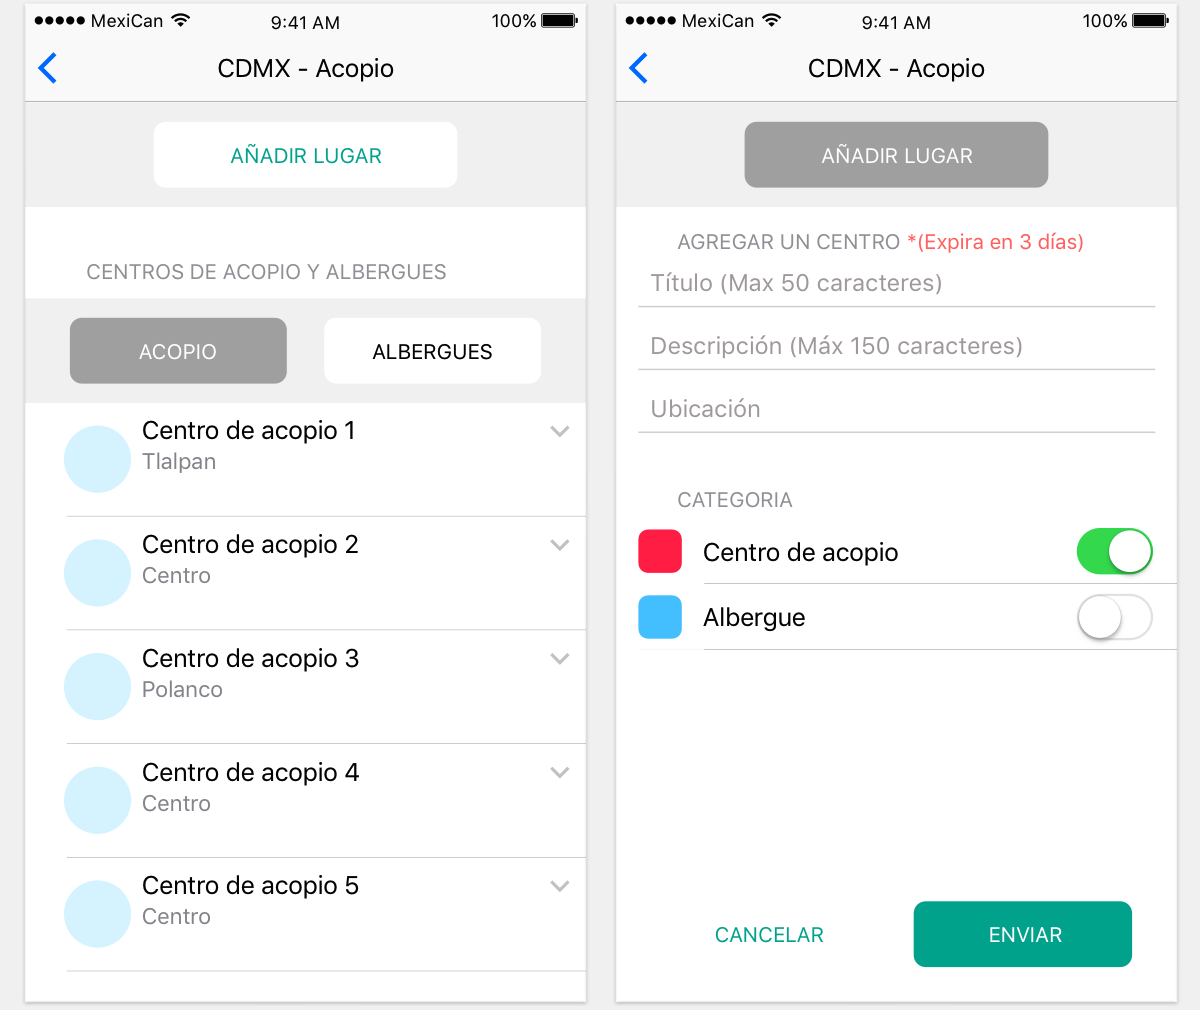 MexiCan
9:41 AM
100%
CDMX - Acopio
AÑADIR LUGAR
CENTROS DE ACOPIO Y ALBERGUES
ACOPIO
ALBERGUES
Centro de acopio 1
Tlalpan
Centro de acopio 2
Centro
Centro de acopio 3
Polanco
Centro de acopio 4
Centro
Centro de acopio 5
Centro
MexiCan
9:41 AM
100%
CDMX - Acopio
AÑADIR LUGAR
AGREGAR UN CENTRO *(Expira en 3 días)
Título (Max 50 caracteres)
Descripción (Máx 150 caracteres)
Ubicación
CATEGORIA
Centro de acopio
Albergue
CANCELAR
ENVIAR